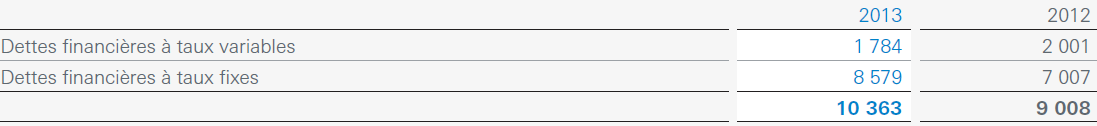 2013 2012
Dettes financières à taux variables 1 784 2 001
Dettes financières à taux fixes 8 579 7 007
10 363 9 008